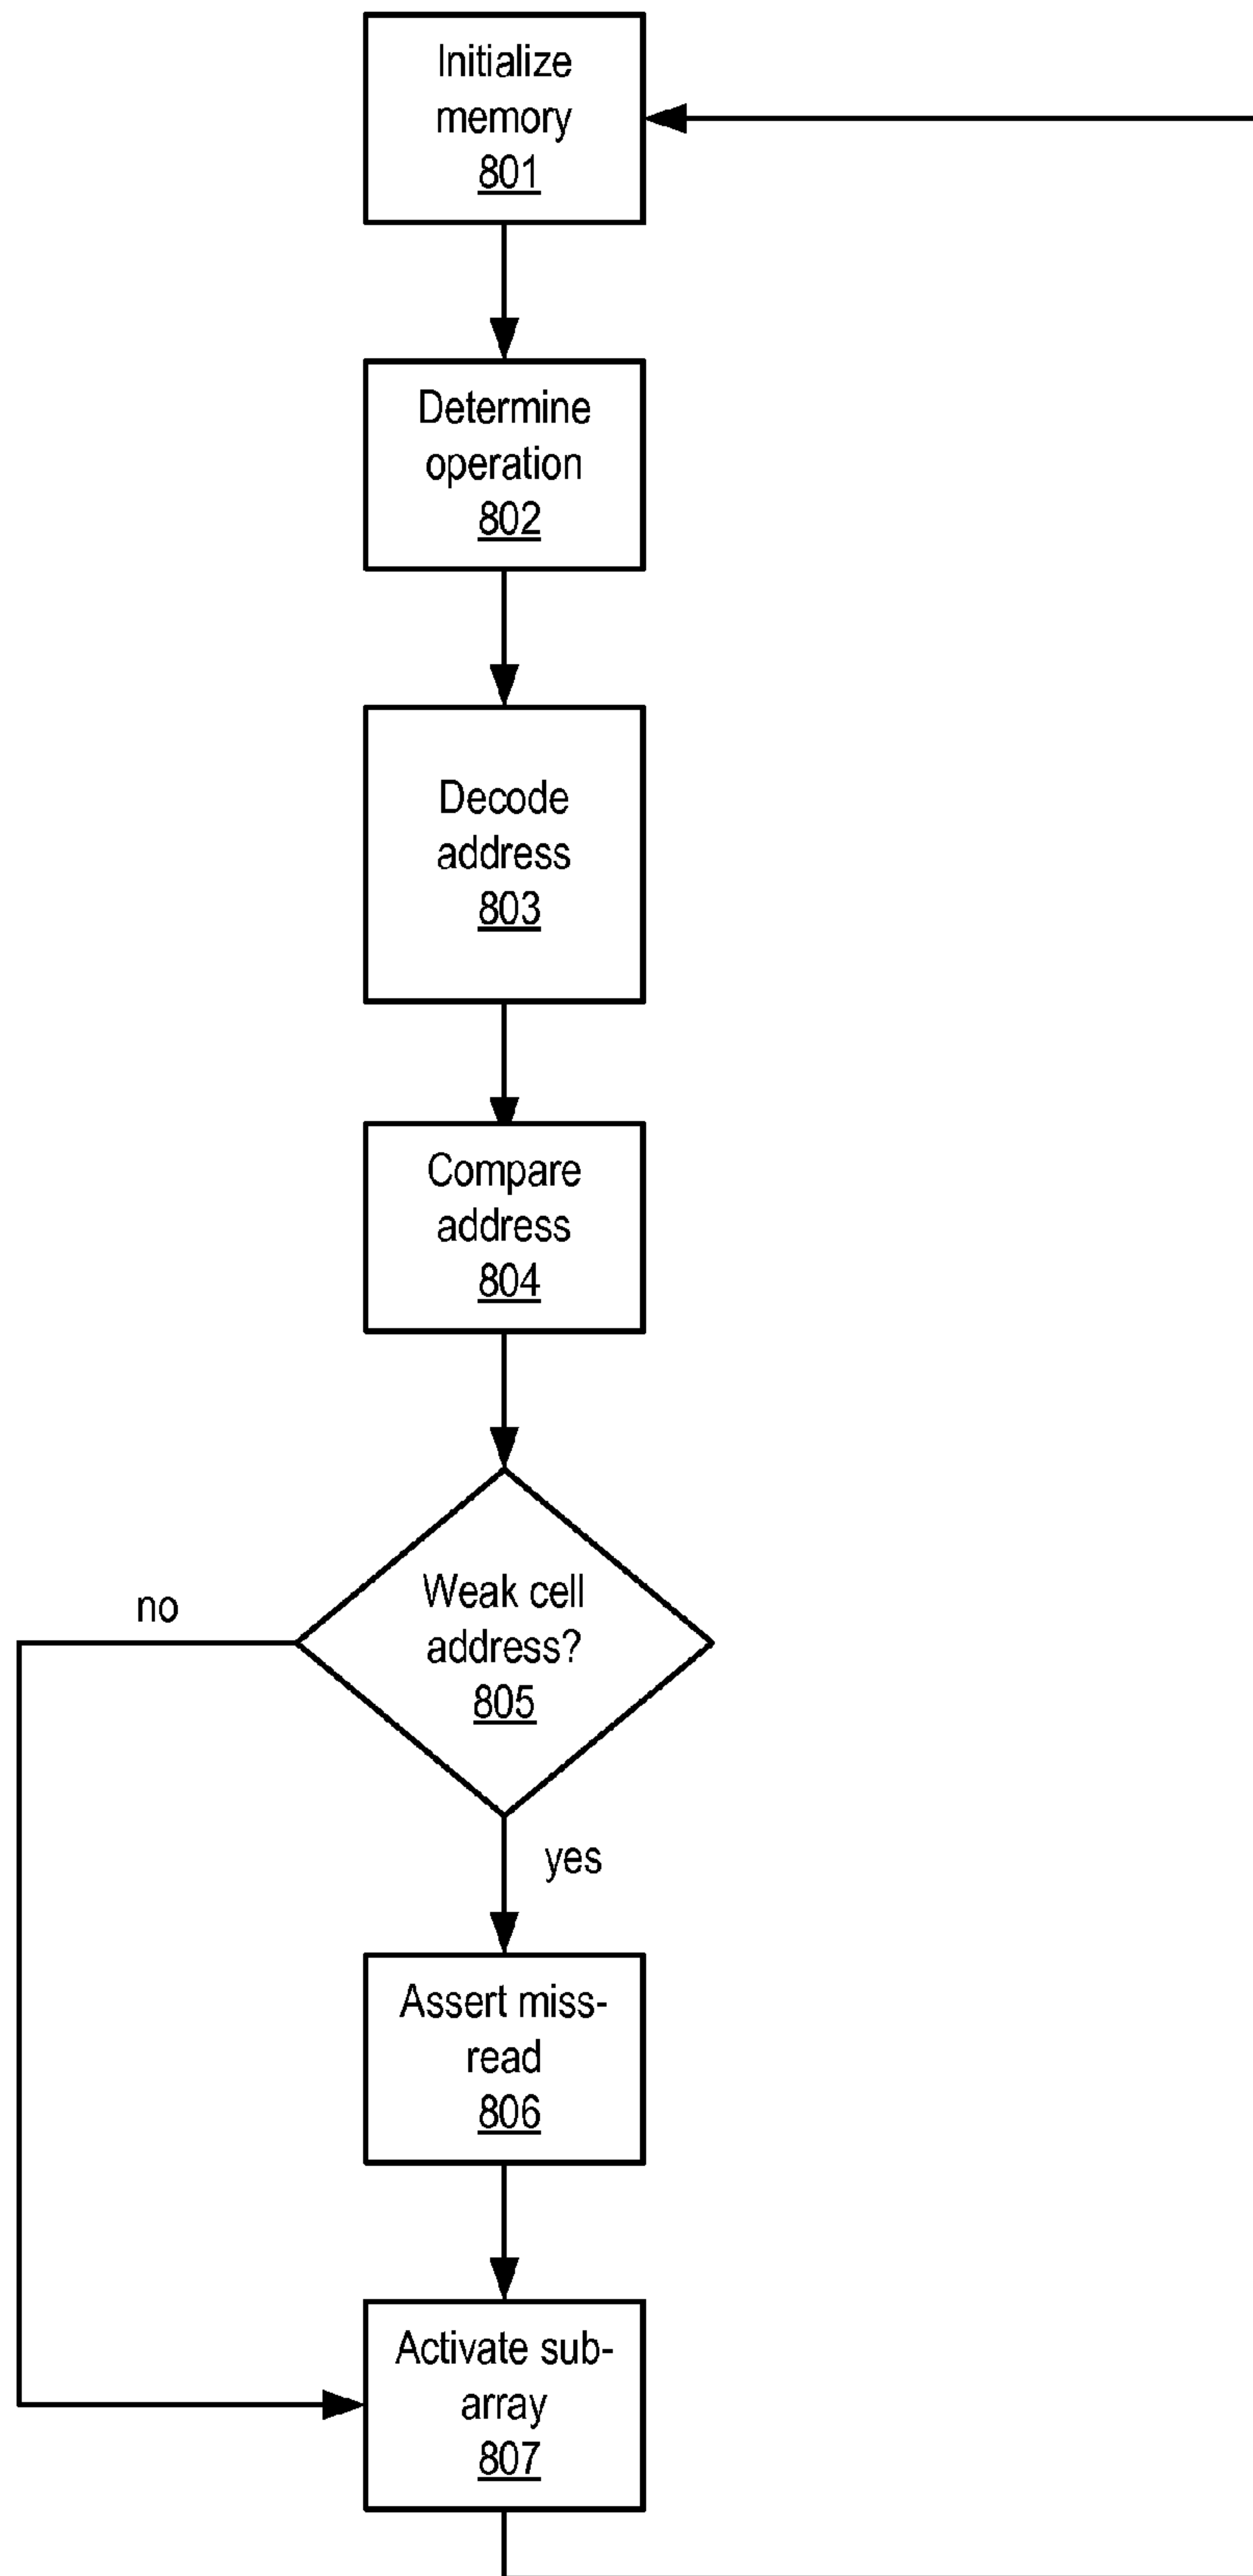 Initialize
memory
801
Determine
operation
802
Decode
address
803
Compare
address
804
Weak cell
address?
805
no
yes
Assert miss-
read
806
Activate sub-
array
807